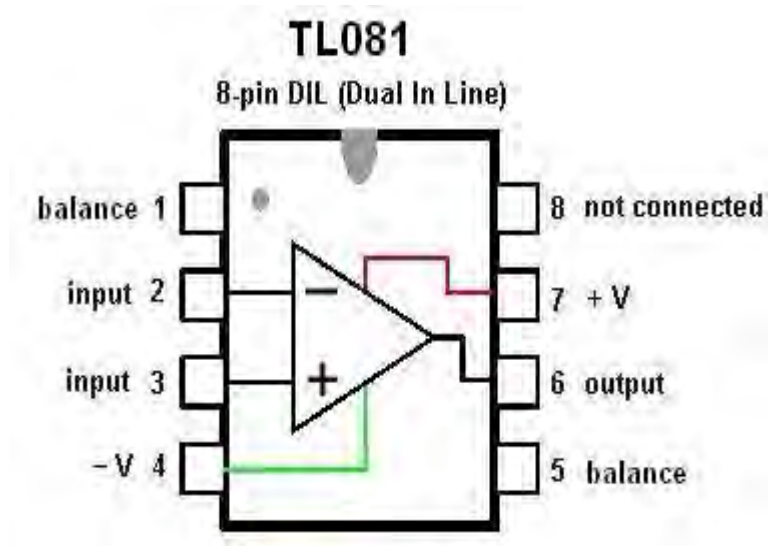 TL081
8-pin DIL (Dual In Line)
balance 1
8 not connected
input 2
−
7 + V
input 3
+
6 output
− V 4
5 balance